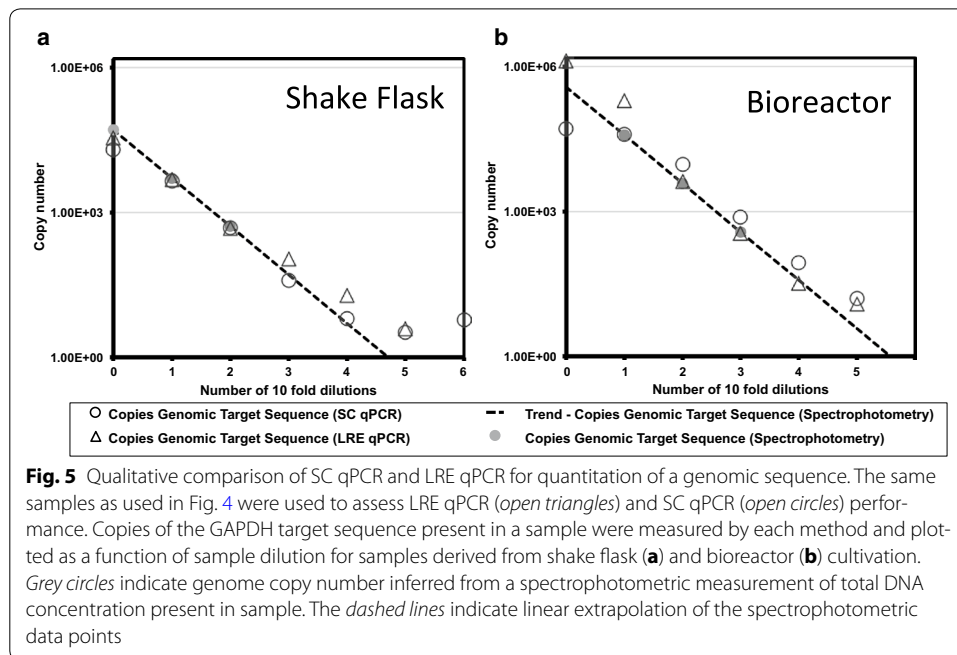 a
b
1.00E+06
1.00E+03
1.00E+00
Copy number
Shake Flask
0 1 2 3 4 5 6
Number of 10 fold dilutions
1.00E+06
1.00E+03
1.00E+00
Copy number
Bioreactor
0 1 2 3 4 5
Number of 10 fold dilutions
Copies Genomic Target Sequence (SC qPCR)
Trend - Copies Genomic Target Sequence (Spectrophotometry)
Copies Genomic Target Sequence (LRE qPCR)
Copies Genomic Target Sequence (Spectrophotometry)
Fig. 5 Qualitative comparison of SC qPCR and LRE qPCR for quantitation of a genomic sequence. The same
samples as used in Fig. 4 were used to assess LRE qPCR (open triangles) and SC qPCR (open circles) perfor-
mance. Copies of the GAPDH target sequence present in a sample were measured by each method and plot-
ted as a function of sample dilution for samples derived from shake flask (a) and bioreactor (b) cultivation.
Grey circles indicate genome copy number inferred from a spectrophotometric measurement of total DNA
concentration present in sample. The dashed lines indicate linear extrapolation of the spectrophotometric
data points